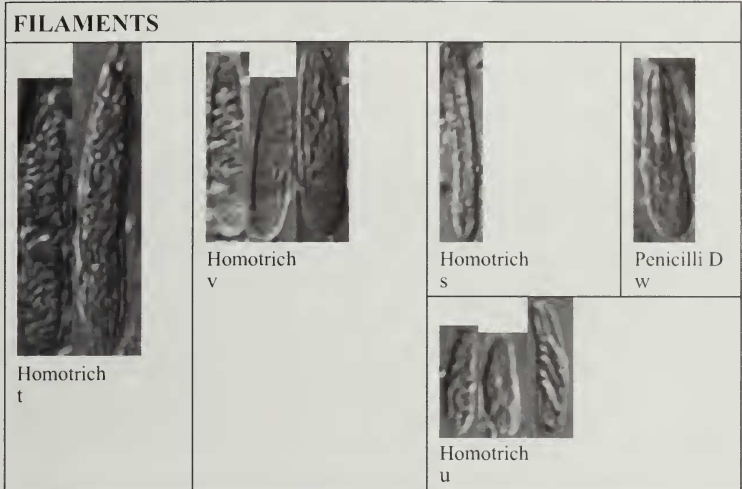 FILAMENTS
Homotrich
t
Homotrich
v
Homotrich
s
Penicilli D
w
Homotrich
u